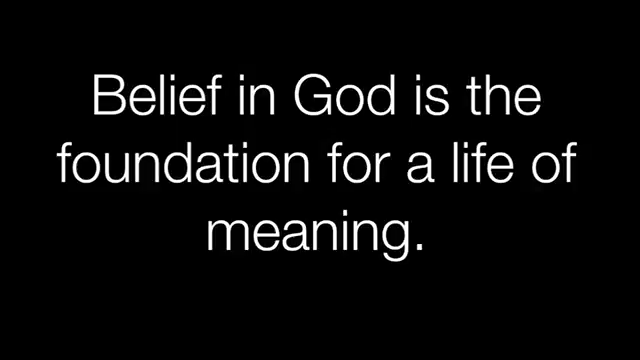 Belief in God is the
foundation for a life of
meaning.